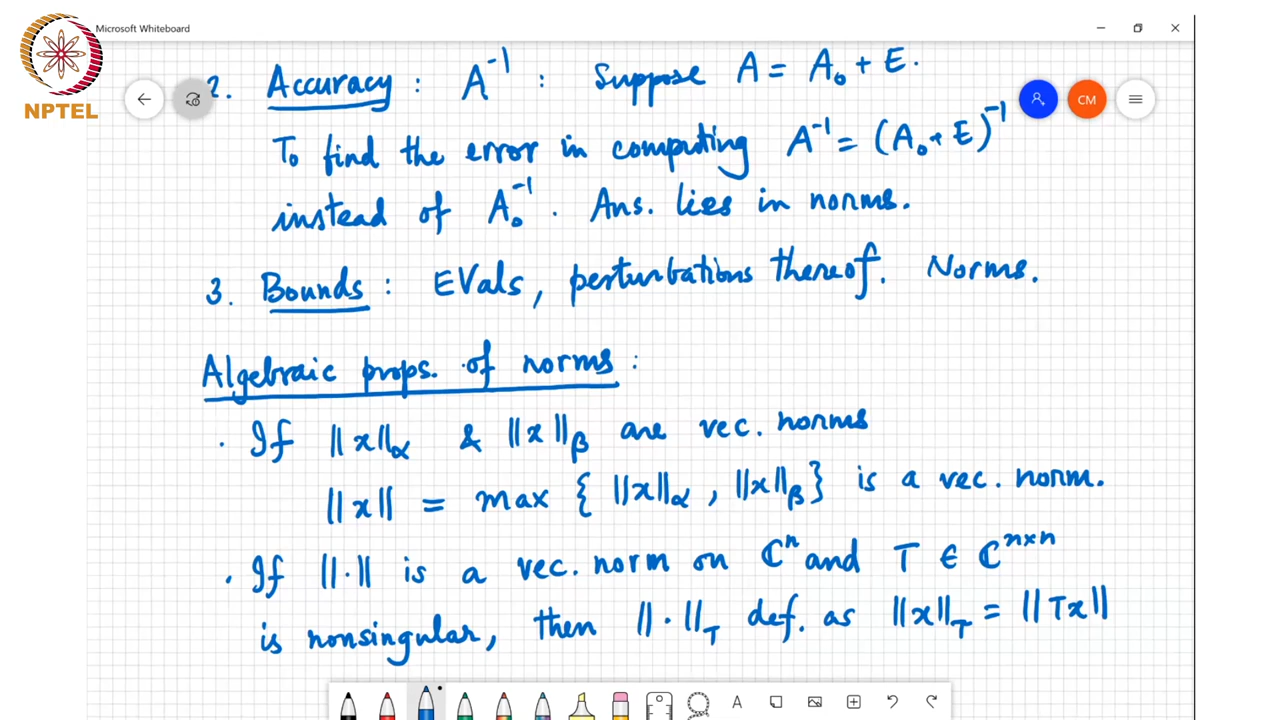 Microsoft Whiteboard
NPTEL
2. Accuracy : A⁻¹ : Suppose A = A₀ + E.
CM
To find the error in computing A⁻¹ = (A₀ + E)⁻¹
instead of A₀⁻¹. Ans. lies in norms.
3. Bounds : EVals, perturbations thereof. Norms.
Algebraic props. of norms :
· If ‖x‖α & ‖x‖β are vec. norms
‖x‖ = max { ‖x‖α , ‖x‖β } is a vec. norm.
· If ‖·‖ is a vec. norm on ℂⁿ and T ∈ ℂⁿˣⁿ
is nonsingular, then ‖·‖_T def. as ‖x‖_T = ‖Tx‖
A